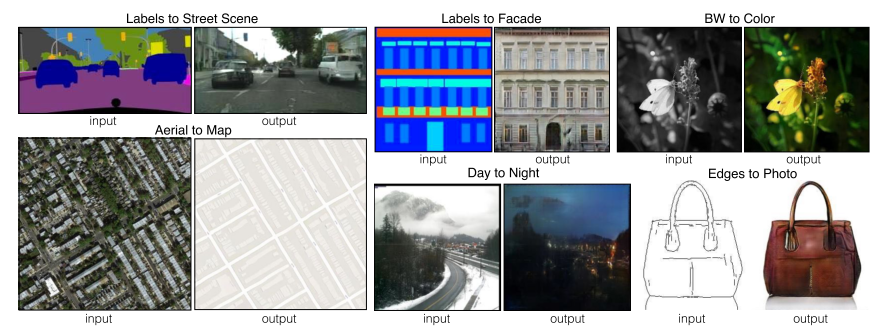 Labels to Street Scene
input
output
Aerial to Map
input
output
Labels to Facade
input
output
BW to Color
input
output
Day to Night
input
output
Edges to Photo
input
output